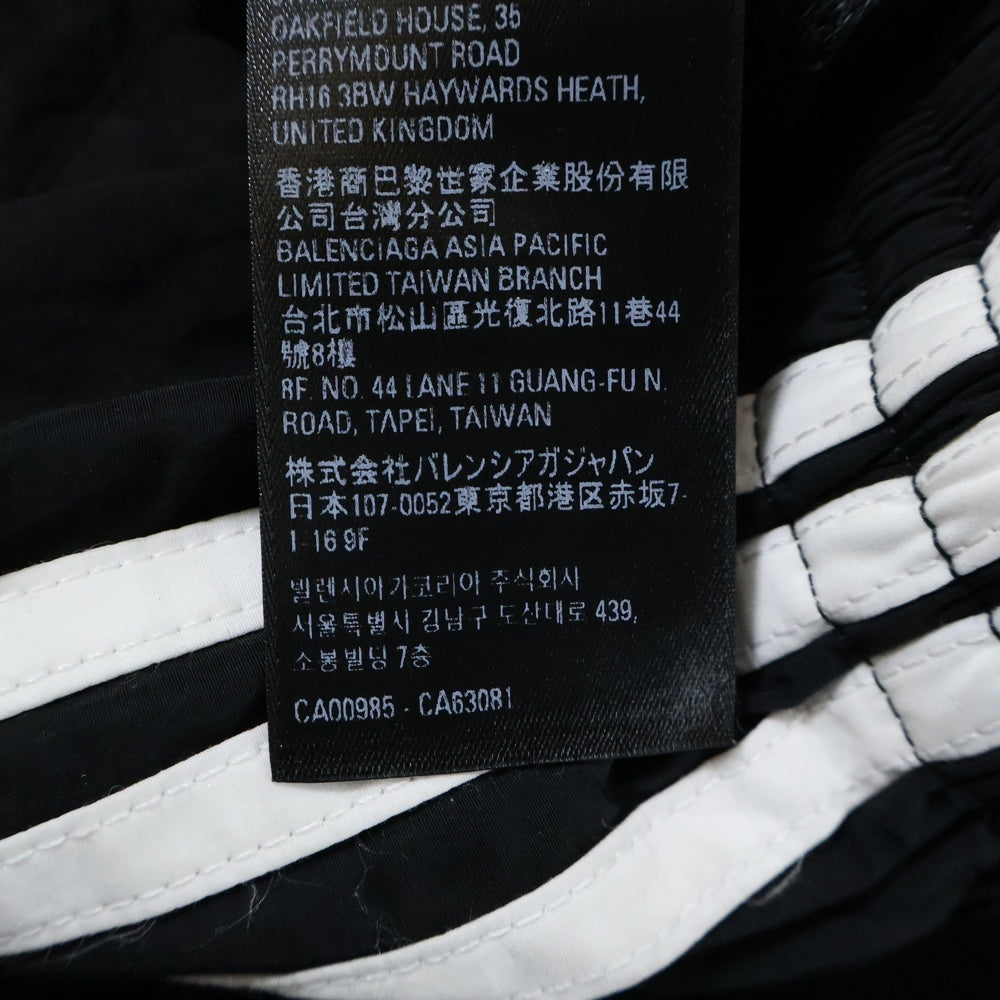 OAKFIELD HOUSE, 35
PERRYMOUNT ROAD
RH16 3BW HAYWARDS HEATH,
UNITED KINGDOM
香港商巴黎世家企業股份有限
公司台灣分公司
BALENCIAGA ASIA PACIFIC
LIMITED TAIWAN BRANCH
台北市松山區光復北路11巷44
號8樓
8F. NO. 44 LANE 11 GUANG-FU N.
ROAD, TAPEI, TAIWAN
株式会社バレンシアガジャパン
日本107-0052東京都港区赤坂7-
1-16 9F
발렌시아가코리아 주식회사
서울특별시 강남구 도산대로 439,
소봉빌딩 7층
CA00985 - CA63081